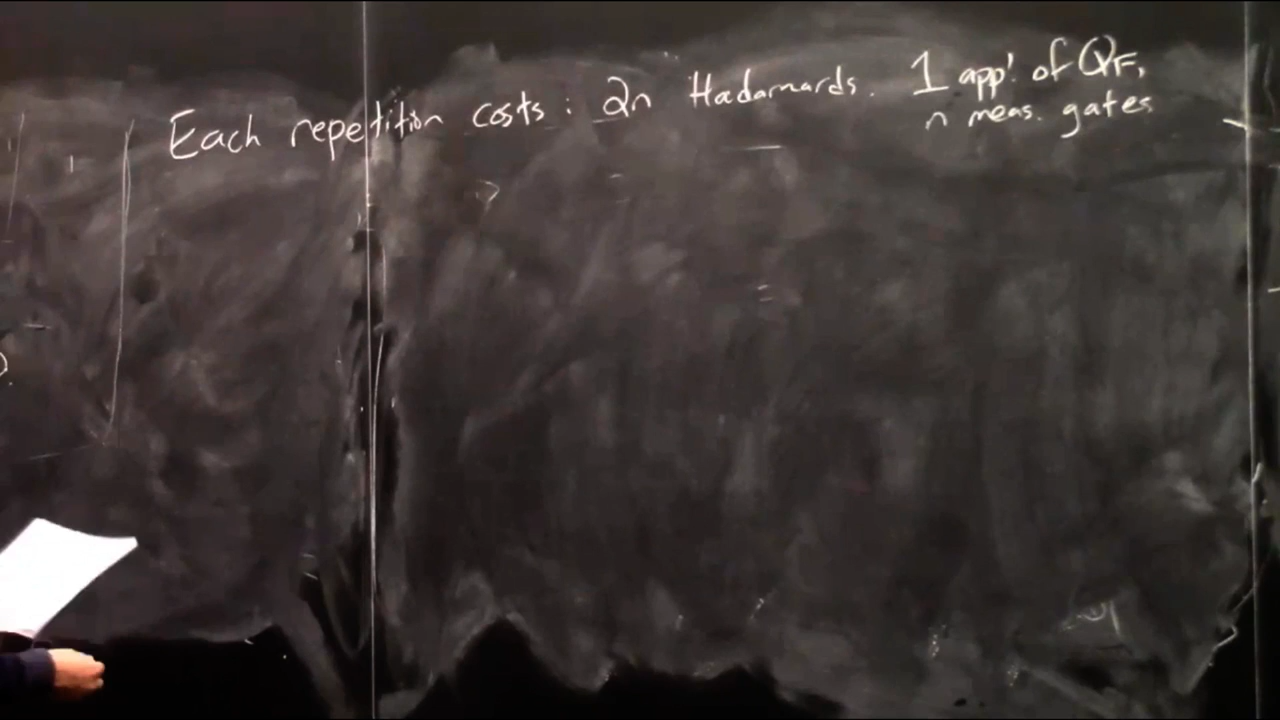 Each repetition costs : 2n Hadamards. 1 app! of QF,
n meas. gates